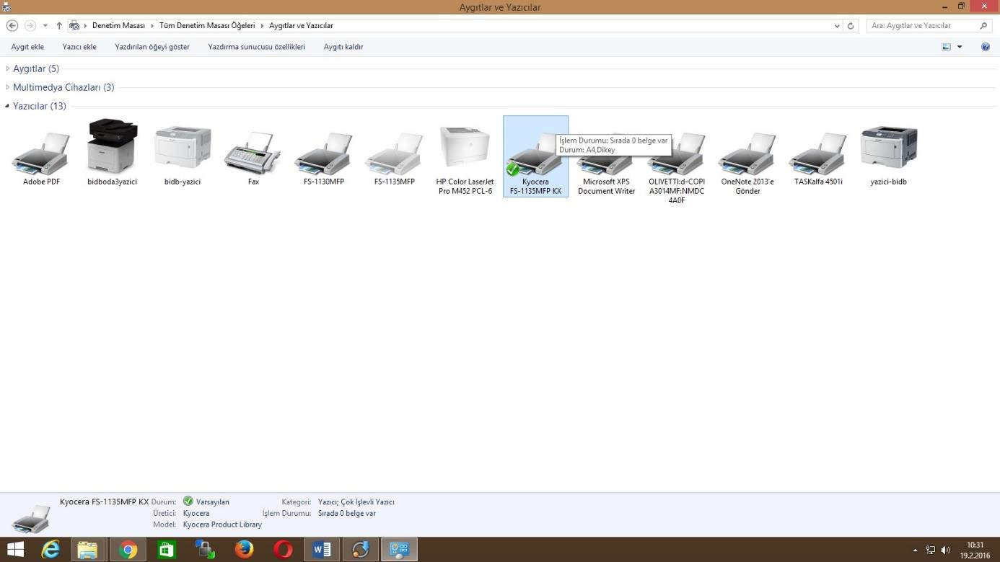 Aygıtlar ve Yazıcılar
Denetim Masası Tüm Denetim Masası Öğeleri Aygıtlar ve Yazıcılar
Ara: Aygıtlar ve Yazıcılar
Aygıt ekle Yazıcı ekle Yazdırılan öğeyi göster Yazdırma sunucusu özellikleri Aygıtı kaldır
Aygıtlar (5)
Multimedya Cihazları (3)
Yazıcılar (13)
Adobe PDF
bidboda3yazici
bidb-yazici
Fax
FS-1130MFP
FS-1135MFP
HP Color LaserJet
Pro M452 PCL-6
Kyocera
FS-1135MFP KX
İşlem Durumu: Sırada 0 belge var
Durum: A4,Dikey
Microsoft XPS
Document Writer
OLIVETTI:d-COPI
A3014MF:NMDC
4A0F
OneNote 2013'e
Gönder
TASKalfa 4501i
yazici-bidb
Kyocera FS-1135MFP KX Durum: Varsayılan Kategori: Yazıcı; Çok İşlevli Yazıcı
Üretici: Kyocera İşlem Durumu: Sırada 0 belge var
Model: Kyocera Product Library
10:31
19.2.2016